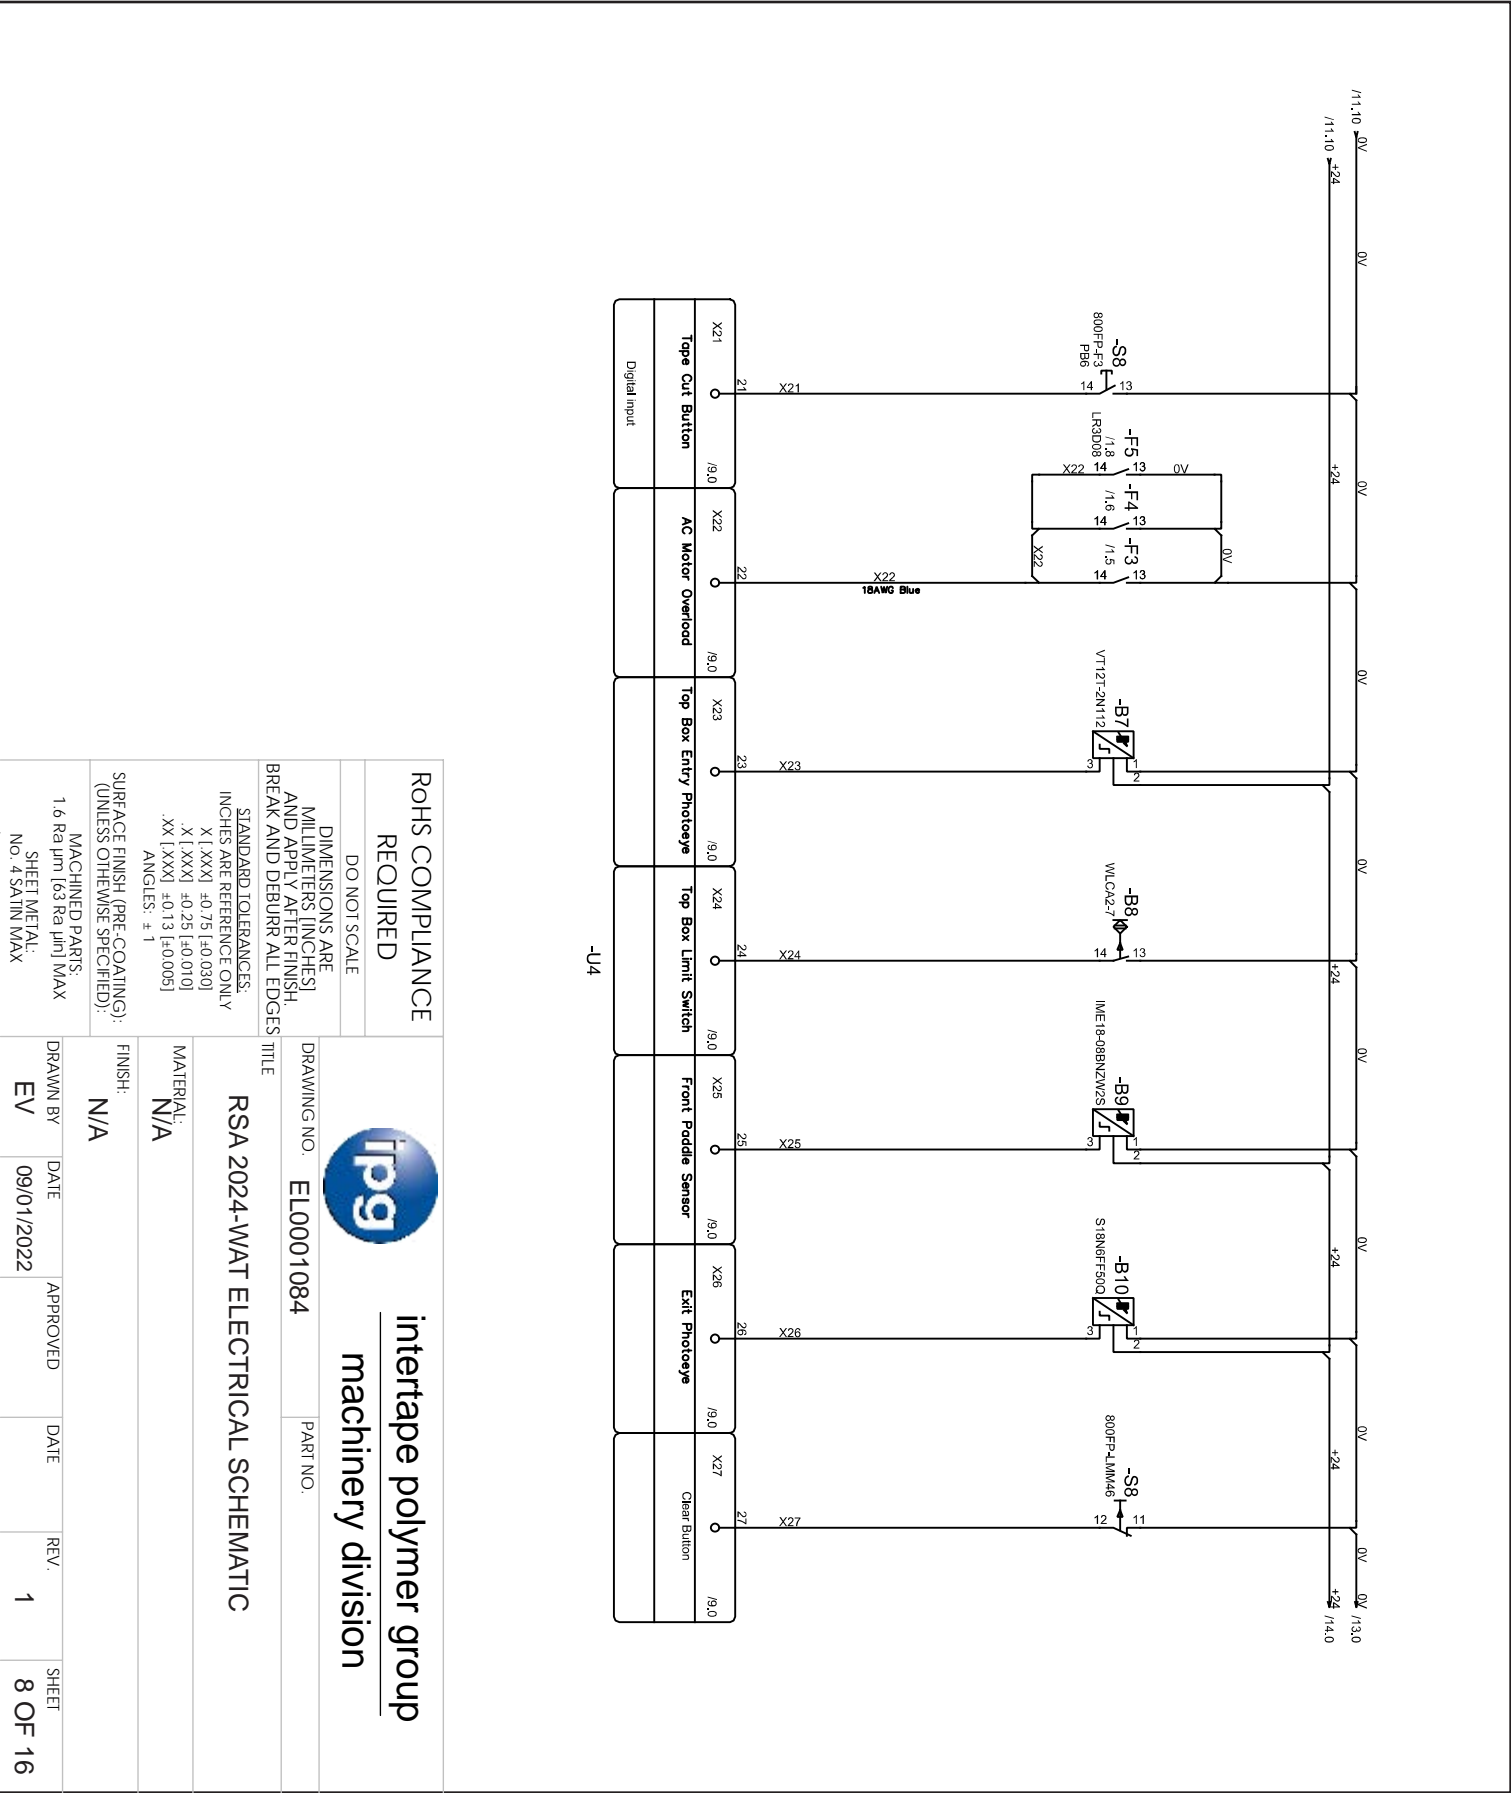 /11.10
0V
0V
0V
0V
0V
0V
0V
0V
0V
0V
/13.0
/11.10
+24
+24
+24
+24
+24
+24
/14.0
-S8
800FP-F3
PB6
14
13
-F5
/1.8
LR3D08
X22
14
13
0V
-F4
/1.6
14
13
-F3
/1.5
14
13
X22
0V
-B7
VT12T-2N112
3
1
2
-B8
WLCA2-7
14
13
-B9
IME18-08BNZW2S
3
1
2
-B10
S18N6FF50Q
3
1
2
-S8
800FP-LMM46
12
11
X21
X22
18AWG Blue
X23
X24
X25
X26
X27
21
22
23
24
25
26
27
X21
/9.0
X22
/9.0
X23
/9.0
X24
/9.0
X25
/9.0
X26
/9.0
X27
/9.0
Tape Cut Button
AC Motor Overload
Top Box Entry Photoeye
Top Box Limit Switch
Front Paddle Sensor
Exit Photoeye
Clear Button
Digital input
-U4
RoHS COMPLIANCE
REQUIRED
DO NOT SCALE
DIMENSIONS ARE
MILLIMETERS [INCHES]
AND APPLY AFTER FINISH.
BREAK AND DEBURR ALL EDGES
STANDARD TOLERANCES:
INCHES ARE REFERENCE ONLY
X [.XXX] ±0.75 [±0.030]
.X [.XXX] ±0.25 [±0.010]
.XX [.XXX] ±0.13 [±0.005]
ANGLES: ± 1
SURFACE FINISH (PRE-COATING):
(UNLESS OTHEWISE SPECIFIED):
MACHINED PARTS:
1.6 Ra µm [63 Ra µin] MAX
SHEET METAL:
No. 4 SATIN MAX
ipg
intertape polymer group
machinery division
DRAWING NO.
EL0001084
PART NO.
TITLE
RSA 2024-WAT ELECTRICAL SCHEMATIC
MATERIAL:
N/A
FINISH:
N/A
DRAWN BY
EV
DATE
09/01/2022
APPROVED
DATE
REV.
1
SHEET
8 OF 16